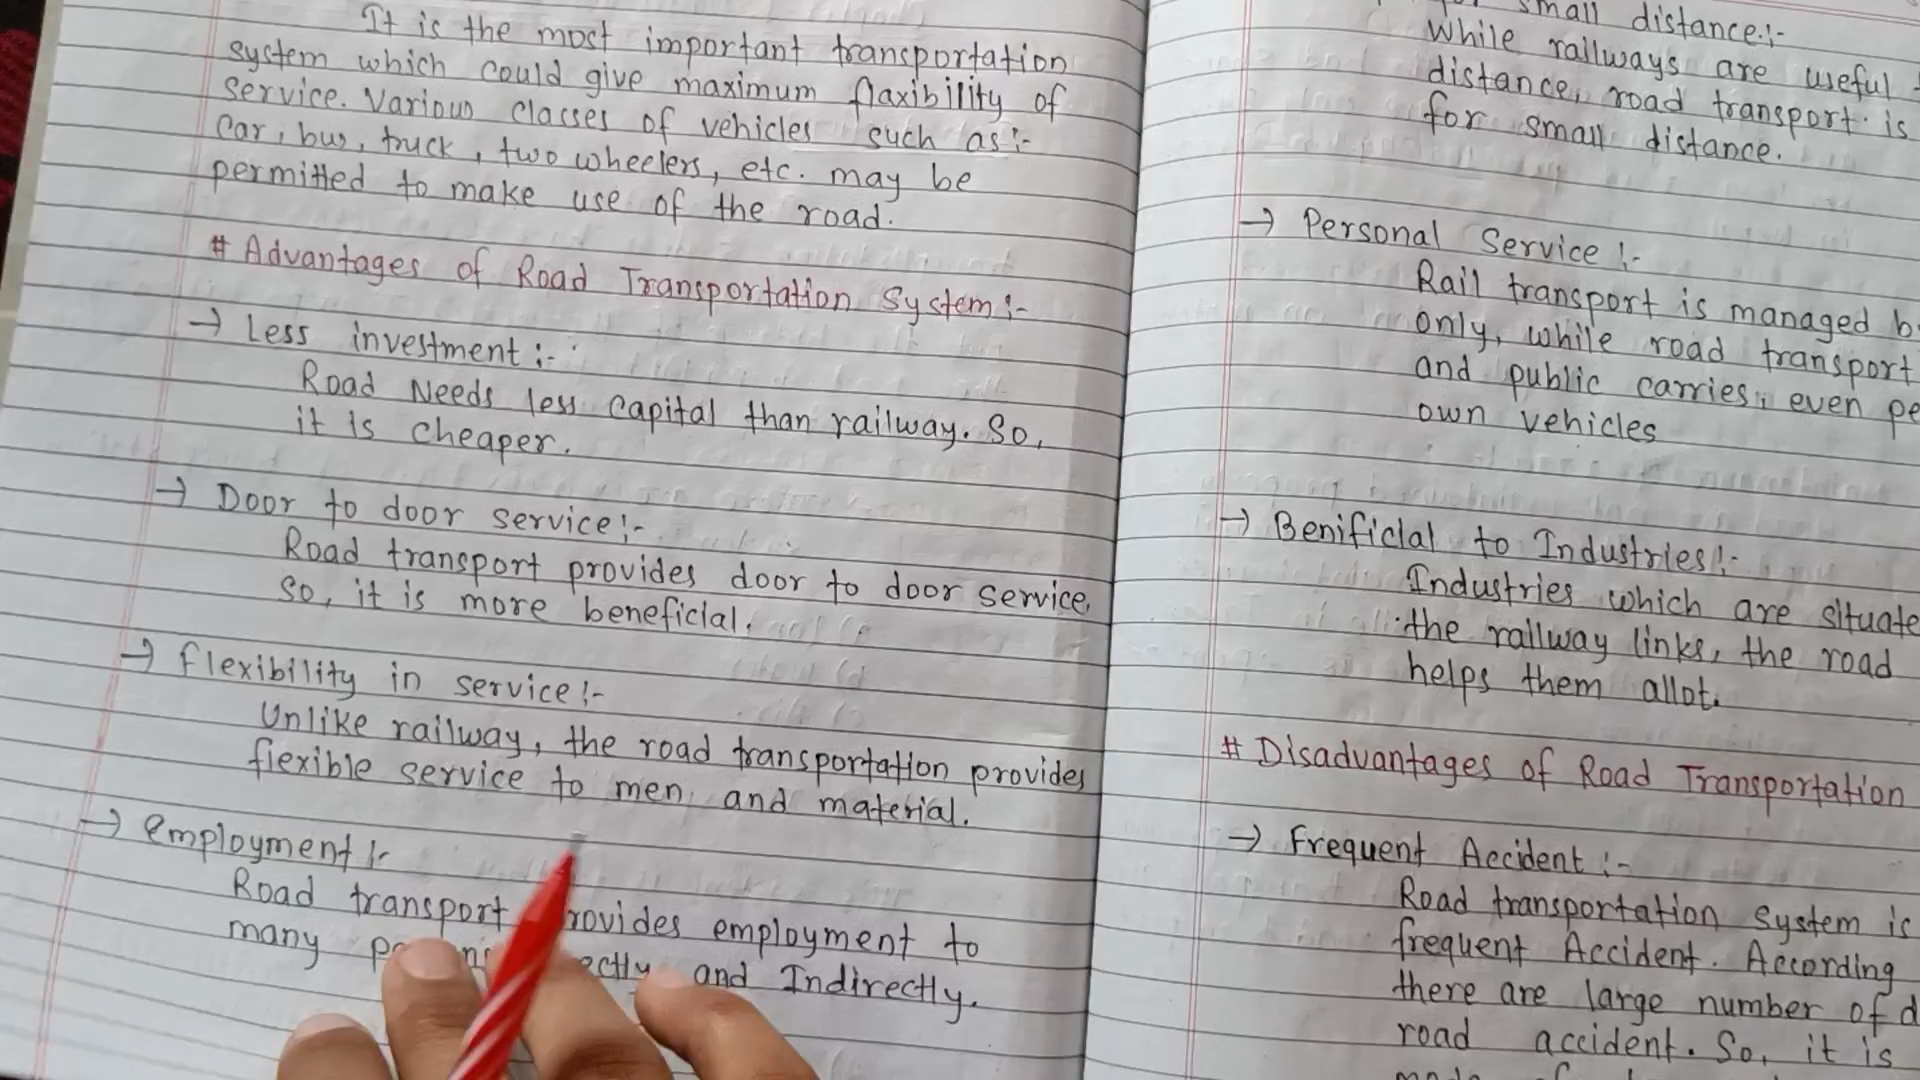 It is the most important transportation
system which could give maximum flaxibility of
service. Various classes of vehicles such as:-
car, bus, truck, two wheelers, etc. may be
permitted to make use of the road.
# Advantages of Road Transportation System:-
→ Less investment:-
Road Needs less capital than railway. So,
it is cheaper.
→ Door to door service:-
Road transport provides door to door service.
So, it is more beneficial.
→ flexibility in service:-
Unlike railway, the road transportation provides
flexible service to men and material.
→ employment:-
Road transport provides employment to
many and Indirectly.
small distance:-
While railways are useful
distance, road transport is
for small distance.
→ Personal Service:-
Rail transport is managed
only, while road transport
and public carries, even
own vehicles
→ Benificial to Industries:-
Industries which are situate
the railway links, the road
helps them allot.
# Disadvantages of Road Transportation
→ Frequent Accident:-
Road transportation system is
frequent Accident. According
there are large number of
road accident. So, it is